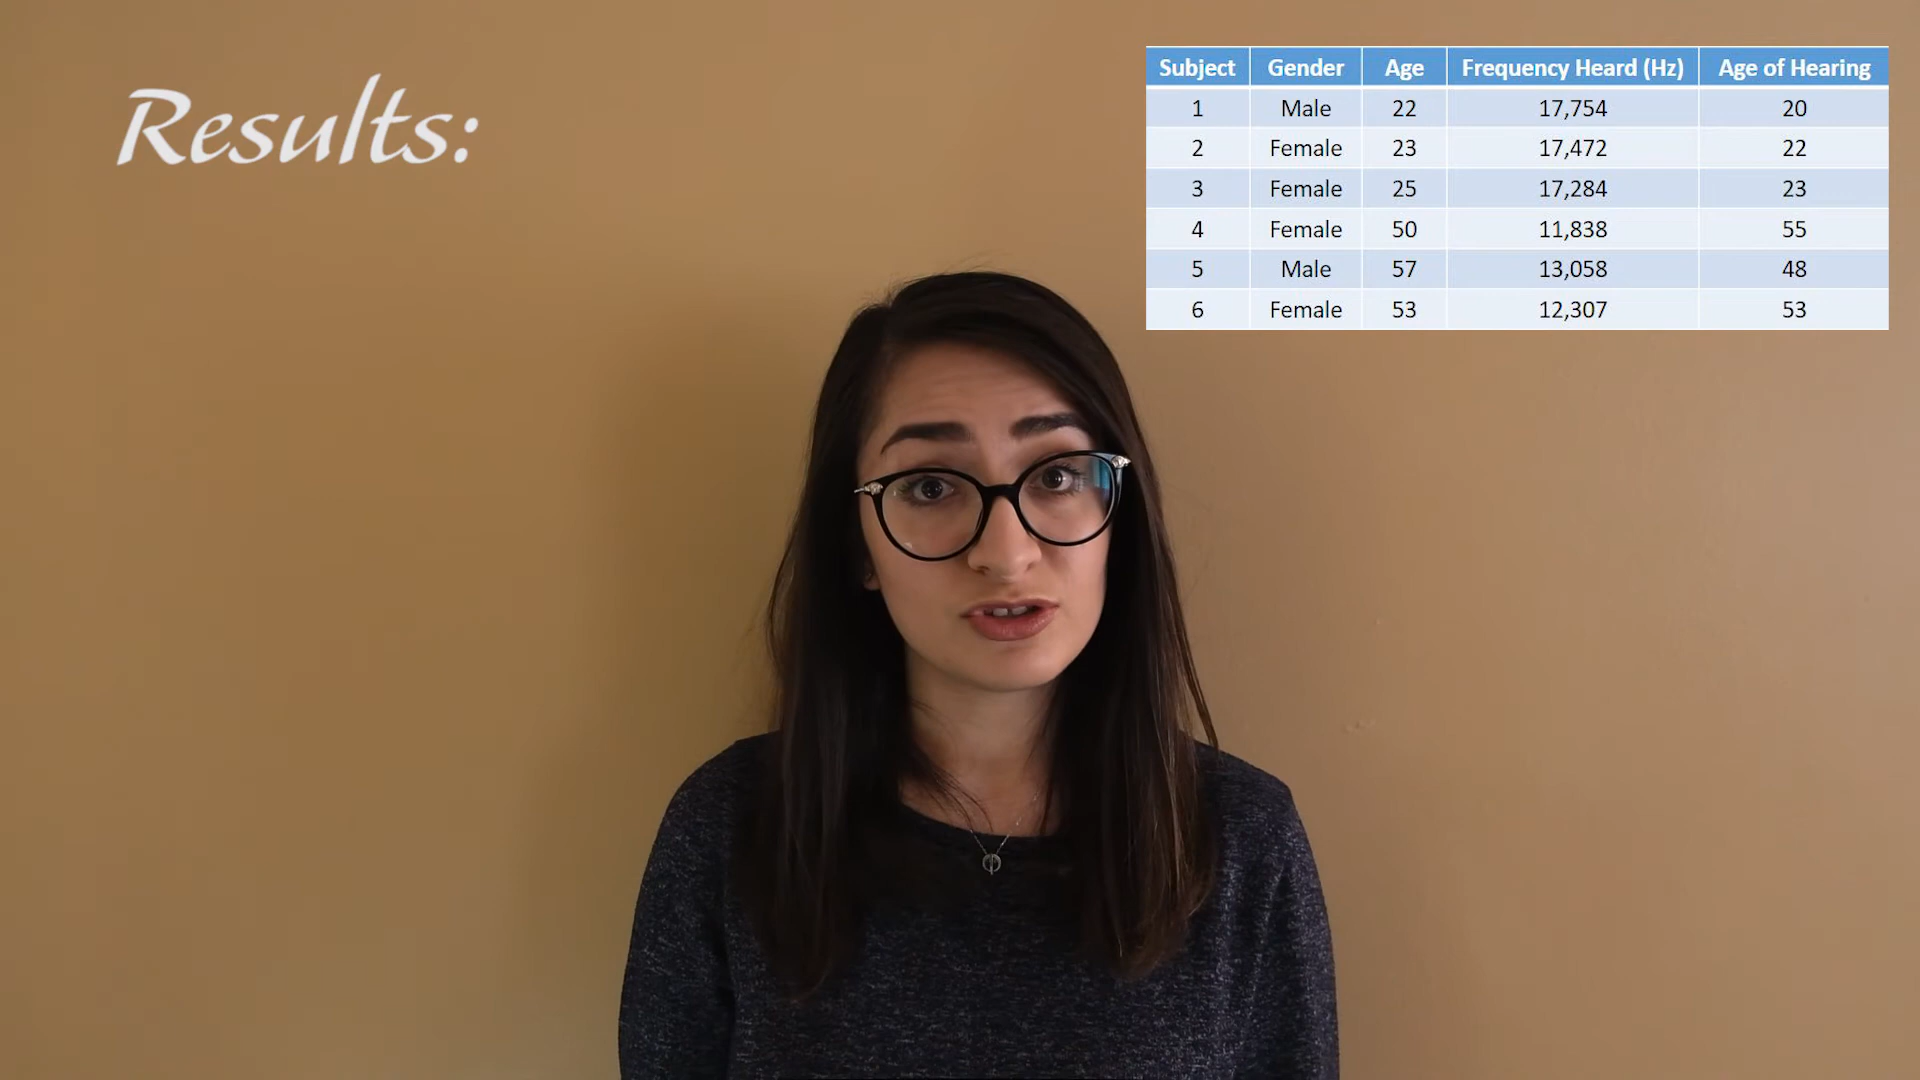 Results:
Subject Gender Age Frequency Heard (Hz) Age of Hearing
1 Male 22 17,754 20
2 Female 23 17,472 22
3 Female 25 17,284 23
4 Female 50 11,838 55
5 Male 57 13,058 48
6 Female 53 12,307 53